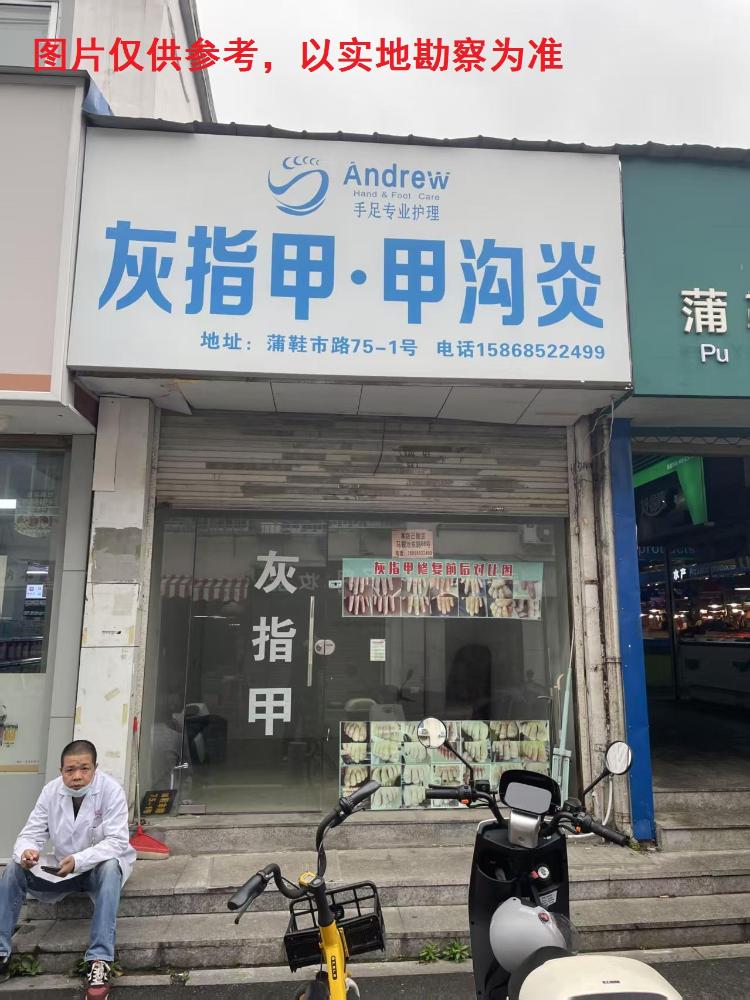 图片仅供参考，以实地勘察为准
Andrew
Hand & Foot Care
手足专业护理
灰指甲·甲沟炎
地址：蒲鞋市路75-1号 电话15868522499
蒲
Pu
灰指甲修复前后对比图
灰指甲
products
水产